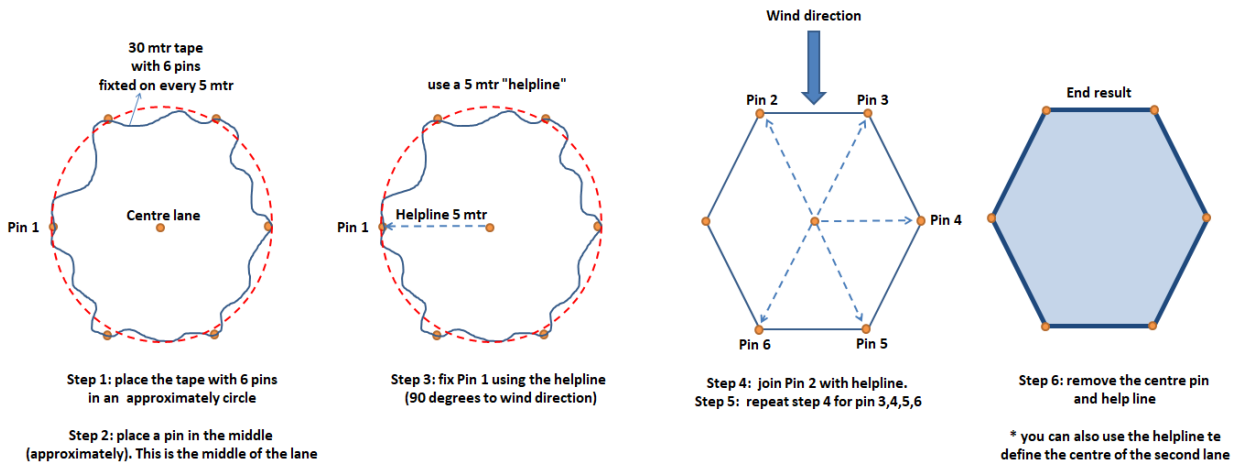 30 mtr tape
with 6 pins
fixted on every 5 mtr
Pin 1
Centre lane
Step 1: place the tape with 6 pins
in an approximately circle
Step 2: place a pin in the middle
(approximately). This is the middle of the lane
use a 5 mtr "helpline"
Pin 1
Helpline 5 mtr
Step 3: fix Pin 1 using the helpline
(90 degrees to wind direction)
Wind direction
Pin 2
Pin 3
Pin 4
Pin 6
Pin 5
Step 4: join Pin 2 with helpline.
Step 5: repeat step 4 for pin 3,4,5,6
End result
Step 6: remove the centre pin
and help line
* you can also use the helpline te
define the centre of the second lane